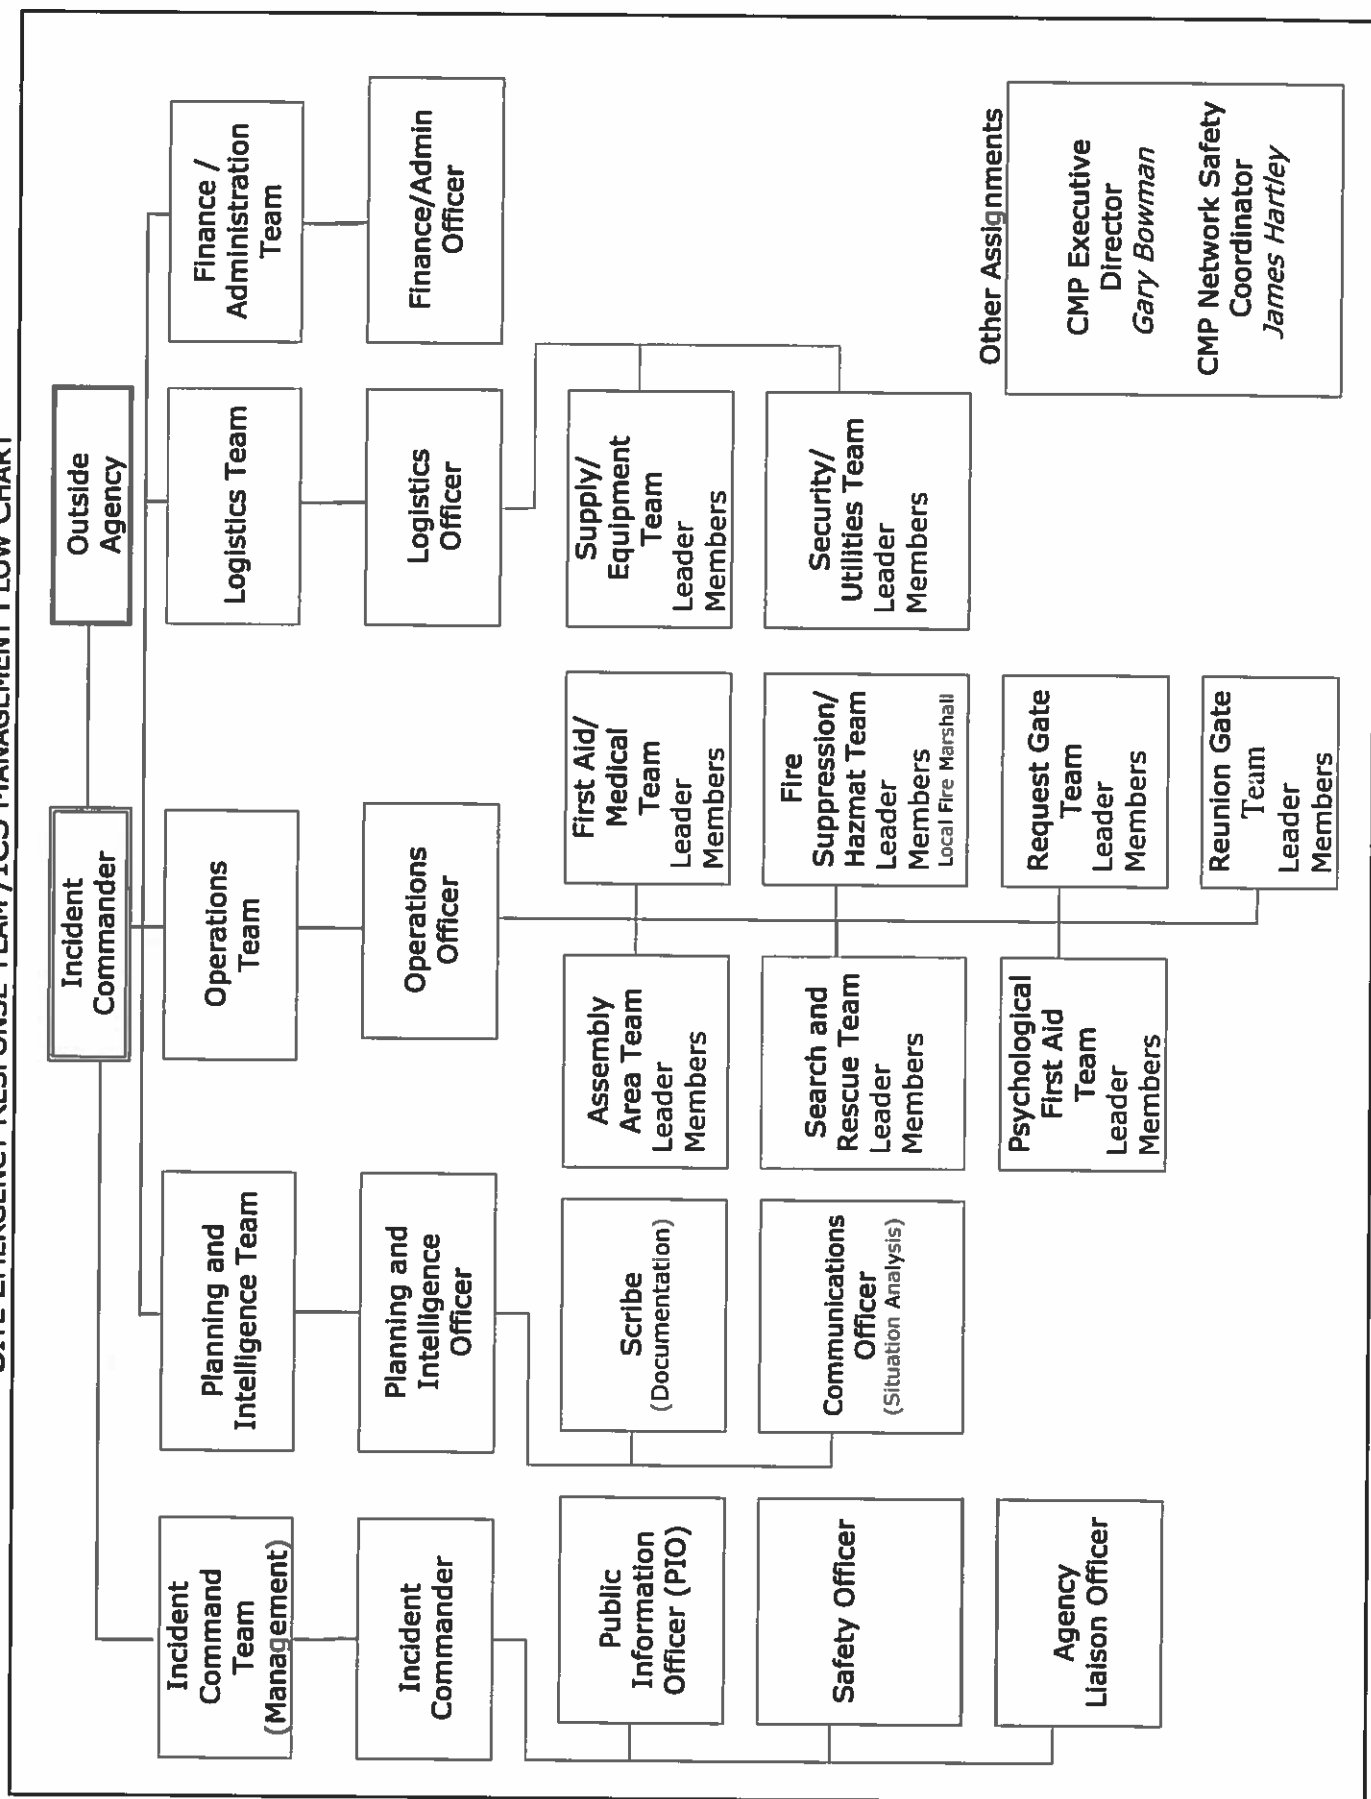 SITE EMERGENCY RESPONSE TEAM /ICS MANAGEMENT FLOW CHART
Incident
Commander
Outside
Agency
Incident
Command
Team
(Management)
Planning and
Intelligence Team
Operations
Team
Logistics Team
Finance /
Administration
Team
Incident
Commander
Planning and
Intelligence
Officer
Operations
Officer
Logistics
Officer
Finance/Admin
Officer
Public
Information
Officer (PIO)
Scribe
(Documentation)
Assembly
Area Team
Leader
Members
First Aid/
Medical
Team
Leader
Members
Supply/
Equipment
Team
Leader
Members
Safety Officer
Communications
Officer
(Situation Analysis)
Search and
Rescue Team
Leader
Members
Fire
Suppression/
Hazmat Team
Leader
Members
Local Fire Marshall
Security/
Utilities Team
Leader
Members
Agency
Liaison Officer
Psychological
First Aid
Team
Leader
Members
Request Gate
Team
Leader
Members
Reunion Gate
Team
Leader
Members
Other Assignments
CMP Executive
Director
Gary Bowman
CMP Network Safety
Coordinator
James Hartley